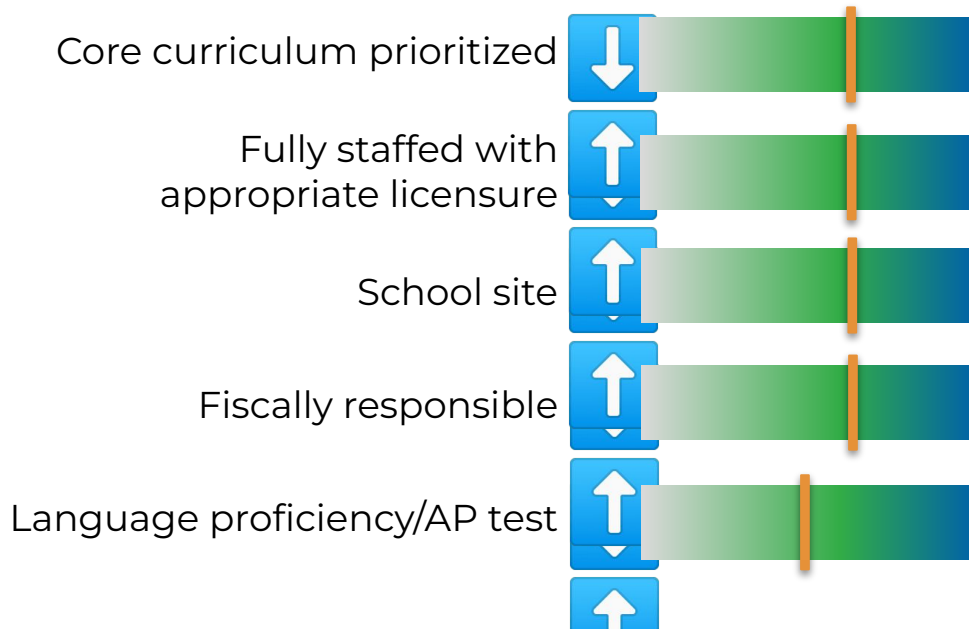 Core curriculum prioritized
Fully staffed with
appropriate licensure
School site
Fiscally responsible
Language proficiency/AP test